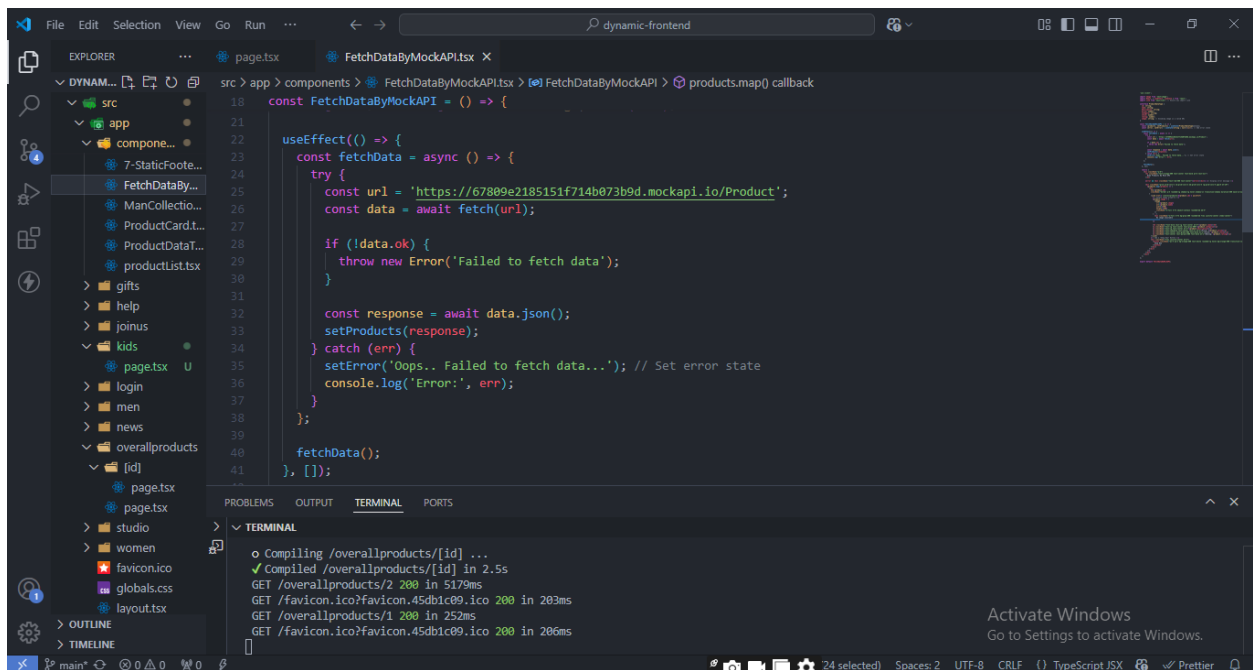 File Edit Selection View Go Run ··· dynamic-frontend
EXPLORER ···
DYNAM...
src
app
compone...
7-StaticFoote...
FetchDataBy...
ManCollectio...
ProductCard.t...
ProductDataT...
productList.tsx
gifts
help
joinus
kids
page.tsx U
login
men
news
overallproducts
[id]
page.tsx
page.tsx
studio
women
favicon.ico
globals.css
layout.tsx
OUTLINE
TIMELINE
4
1
page.tsx FetchDataByMockAPI.tsx
src > app > components > FetchDataByMockAPI.tsx > FetchDataByMockAPI > products.map() callback
18 const FetchDataByMockAPI = () => {
21
22 useEffect(() => {
23 const fetchData = async () => {
24 try {
25 const url = 'https://67809e2185151f714b073b9d.mockapi.io/Product';
26 const data = await fetch(url);
27
28 if (!data.ok) {
29 throw new Error('Failed to fetch data');
30 }
31
32 const response = await data.json();
33 setProducts(response);
34 } catch (err) {
35 setError('Oops.. Failed to fetch data...'); // Set error state
36 console.log('Error:', err);
37 }
38 };
39
40 fetchData();
41 }, []);
PROBLEMS OUTPUT TERMINAL PORTS
TERMINAL
○ Compiling /overallproducts/[id] ...
✓ Compiled /overallproducts/[id] in 2.5s
GET /overallproducts/2 200 in 5179ms
GET /favicon.ico?favicon.45db1c09.ico 200 in 203ms
GET /overallproducts/1 200 in 252ms
GET /favicon.ico?favicon.45db1c09.ico 200 in 206ms
Activate Windows
Go to Settings to activate Windows.
main* 0 0 0 24 selected) Spaces: 2 UTF-8 CRLF {} TypeScript JSX Prettier